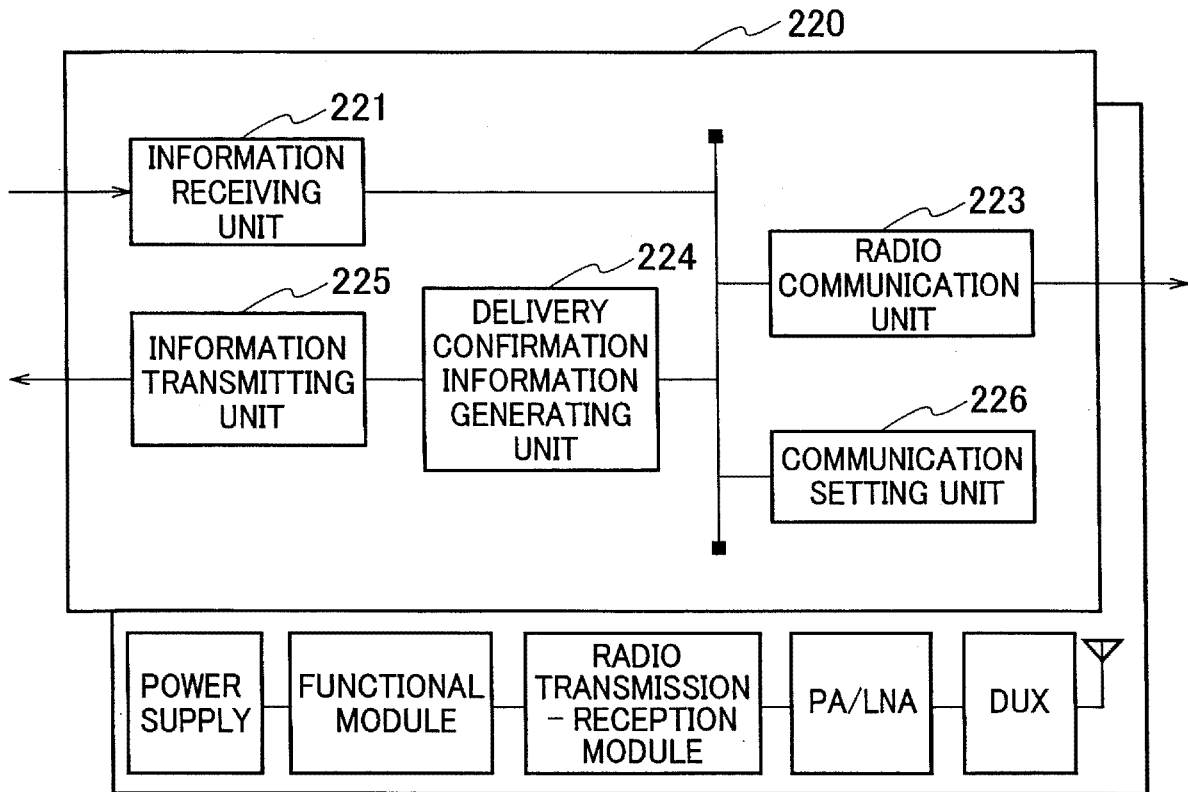 220
221
INFORMATION
RECEIVING
UNIT
223
RADIO
COMMUNICATION
UNIT
224
DELIVERY
CONFIRMATION
INFORMATION
GENERATING
UNIT
225
INFORMATION
TRANSMITTING
UNIT
226
COMMUNICATION
SETTING UNIT
POWER
SUPPLY
FUNCTIONAL
MODULE
RADIO
TRANSMISSION
－RECEPTION
MODULE
PA/LNA
DUX